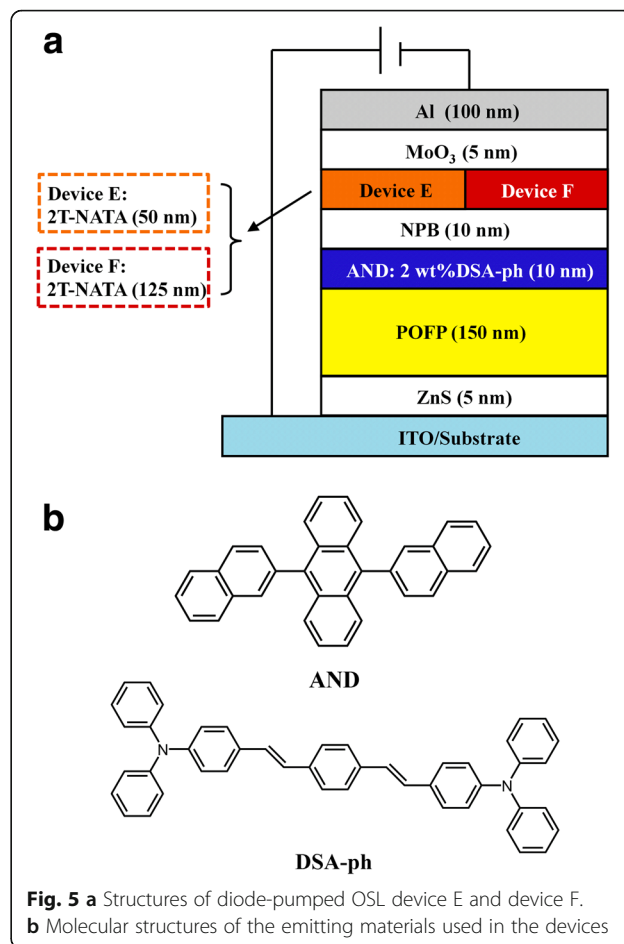 a
Al (100 nm)
MoO₃ (5 nm)
Device E: 
2T-NATA (50 nm)
Device F: 
2T-NATA (125 nm)
Device E
Device F
NPB (10 nm)
AND: 2 wt%DSA-ph (10 nm)
POFP (150 nm)
ZnS (5 nm)
ITO/Substrate
b
AND
N
N
DSA-ph
Fig. 5 a Structures of diode-pumped OSL device E and device F.
b Molecular structures of the emitting materials used in the devices